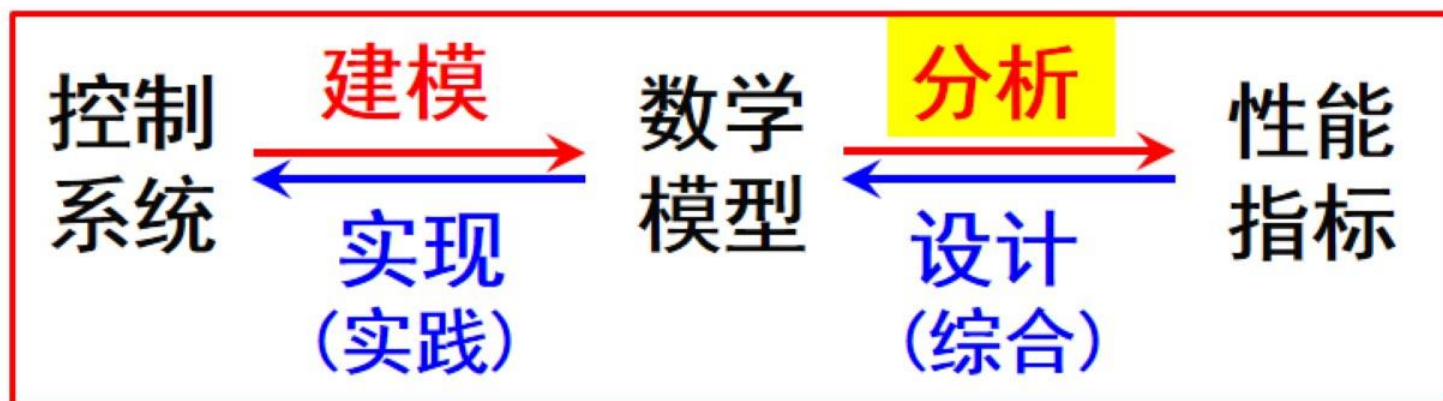 控制
系统
建模
实现
(实践)
数学
模型
分析
设计
(综合)
性能
指标